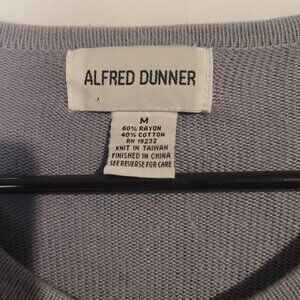 ALFRED DUNNER
M
60% RAYON
40% COTTON
RN 19232
KNIT IN TAIWAN
FINISHED IN CHINA
SEE REVERSE FOR CARE